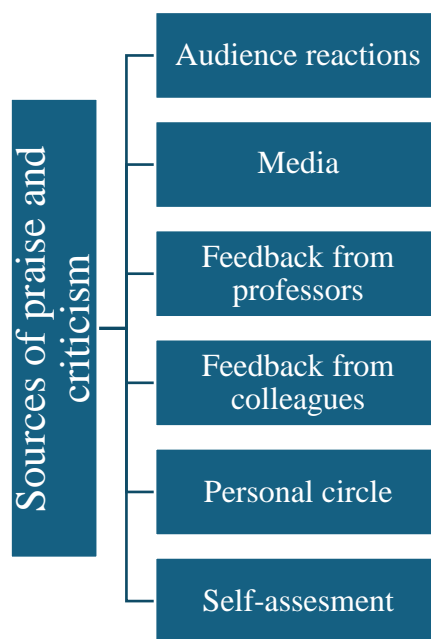 Sources of praise and
criticism
Audience reactions
Media
Feedback from
professors
Feedback from
colleagues
Personal circle
Self-assesment